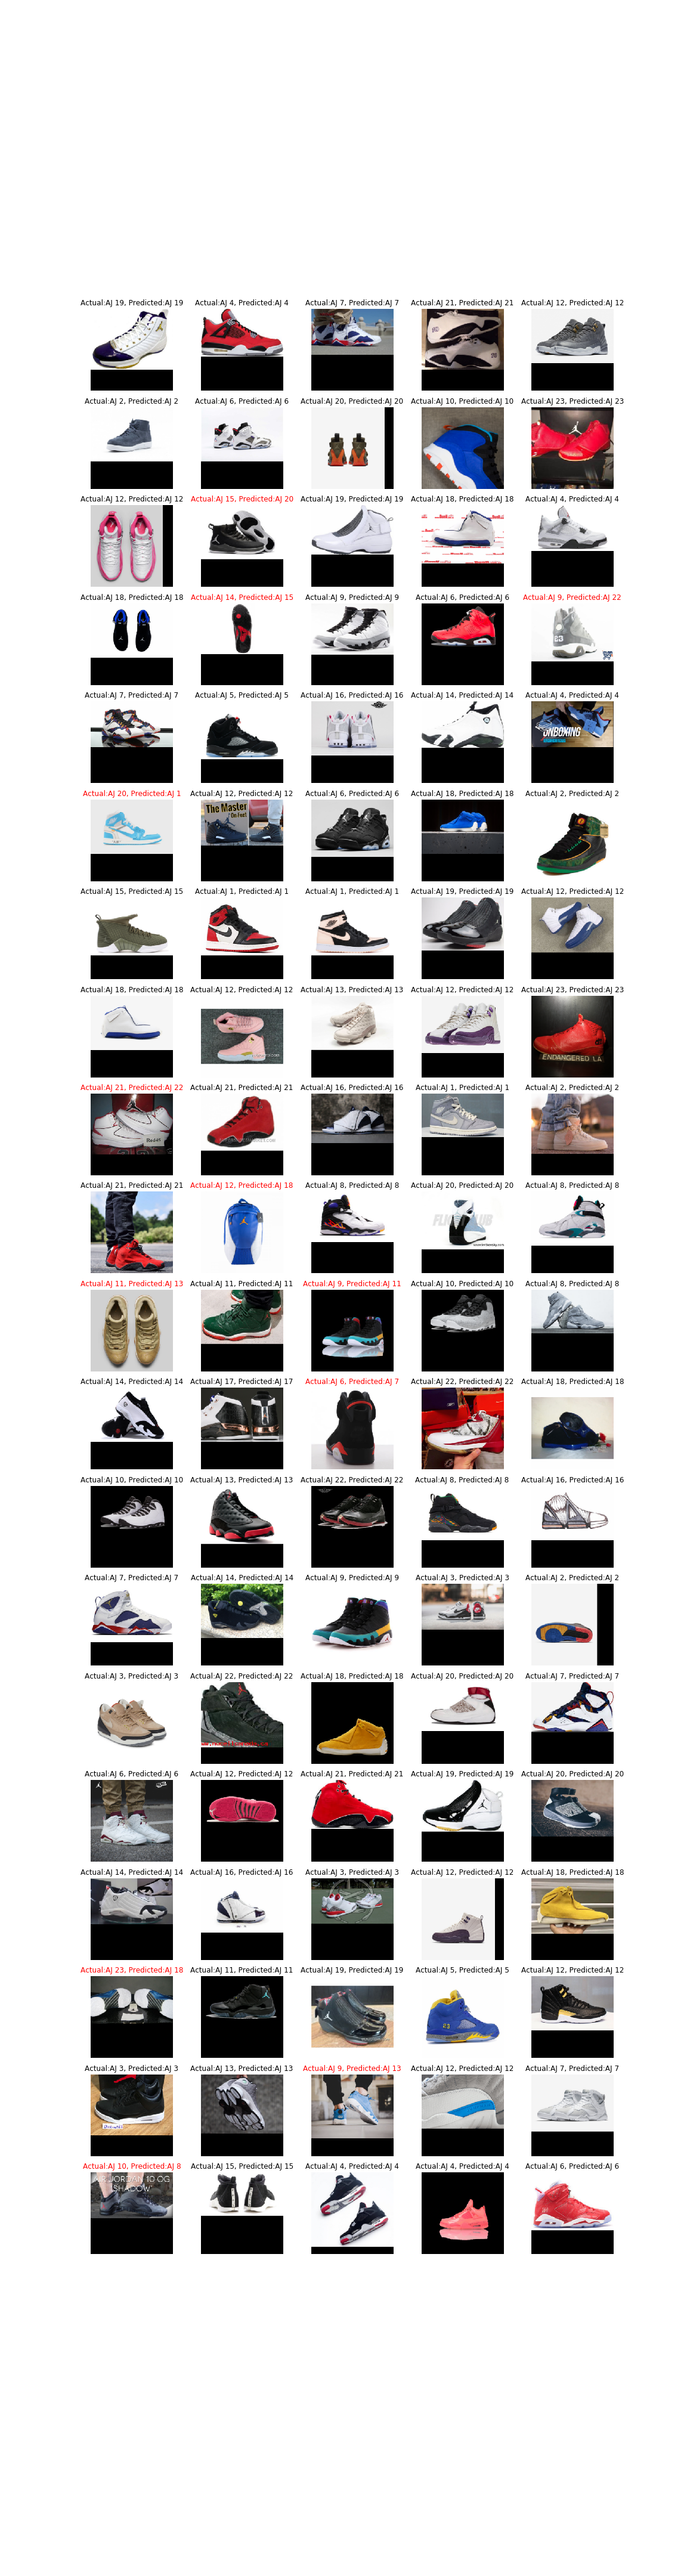 Actual:AJ 19, Predicted:AJ 19 Actual:AJ 4, Predicted:AJ 4 Actual:AJ 7, Predicted:AJ 7 Actual:AJ 21, Predicted:AJ 21 Actual:AJ 12, Predicted:AJ 12
Actual:AJ 2, Predicted:AJ 2 Actual:AJ 6, Predicted:AJ 6 Actual:AJ 20, Predicted:AJ 20 Actual:AJ 10, Predicted:AJ 10 Actual:AJ 23, Predicted:AJ 23
Actual:AJ 12, Predicted:AJ 12 Actual:AJ 15, Predicted:AJ 20 Actual:AJ 19, Predicted:AJ 19 Actual:AJ 18, Predicted:AJ 18 Actual:AJ 4, Predicted:AJ 4
Actual:AJ 18, Predicted:AJ 18 Actual:AJ 14, Predicted:AJ 15 Actual:AJ 9, Predicted:AJ 9 Actual:AJ 6, Predicted:AJ 6 Actual:AJ 9, Predicted:AJ 22
23
Actual:AJ 7, Predicted:AJ 7 Actual:AJ 5, Predicted:AJ 5 Actual:AJ 16, Predicted:AJ 16 Actual:AJ 14, Predicted:AJ 14 Actual:AJ 4, Predicted:AJ 4
UNBOXING
Actual:AJ 20, Predicted:AJ 1 Actual:AJ 12, Predicted:AJ 12 Actual:AJ 6, Predicted:AJ 6 Actual:AJ 18, Predicted:AJ 18 Actual:AJ 2, Predicted:AJ 2
The Master
On Feet
Actual:AJ 15, Predicted:AJ 15 Actual:AJ 1, Predicted:AJ 1 Actual:AJ 1, Predicted:AJ 1 Actual:AJ 19, Predicted:AJ 19 Actual:AJ 12, Predicted:AJ 12
Actual:AJ 18, Predicted:AJ 18 Actual:AJ 12, Predicted:AJ 12 Actual:AJ 13, Predicted:AJ 13 Actual:AJ 12, Predicted:AJ 12 Actual:AJ 23, Predicted:AJ 23
ENDANGERED LA
Actual:AJ 21, Predicted:AJ 22 Actual:AJ 21, Predicted:AJ 21 Actual:AJ 16, Predicted:AJ 16 Actual:AJ 1, Predicted:AJ 1 Actual:AJ 2, Predicted:AJ 2
Actual:AJ 21, Predicted:AJ 21 Actual:AJ 12, Predicted:AJ 18 Actual:AJ 8, Predicted:AJ 8 Actual:AJ 20, Predicted:AJ 20 Actual:AJ 8, Predicted:AJ 8
Actual:AJ 11, Predicted:AJ 13 Actual:AJ 11, Predicted:AJ 11 Actual:AJ 9, Predicted:AJ 11 Actual:AJ 10, Predicted:AJ 10 Actual:AJ 8, Predicted:AJ 8
Actual:AJ 14, Predicted:AJ 14 Actual:AJ 17, Predicted:AJ 17 Actual:AJ 6, Predicted:AJ 7 Actual:AJ 22, Predicted:AJ 22 Actual:AJ 18, Predicted:AJ 18
Actual:AJ 10, Predicted:AJ 10 Actual:AJ 13, Predicted:AJ 13 Actual:AJ 22, Predicted:AJ 22 Actual:AJ 8, Predicted:AJ 8 Actual:AJ 16, Predicted:AJ 16
Actual:AJ 7, Predicted:AJ 7 Actual:AJ 14, Predicted:AJ 14 Actual:AJ 9, Predicted:AJ 9 Actual:AJ 3, Predicted:AJ 3 Actual:AJ 2, Predicted:AJ 2
Actual:AJ 3, Predicted:AJ 3 Actual:AJ 22, Predicted:AJ 22 Actual:AJ 18, Predicted:AJ 18 Actual:AJ 20, Predicted:AJ 20 Actual:AJ 7, Predicted:AJ 7
Actual:AJ 6, Predicted:AJ 6 Actual:AJ 12, Predicted:AJ 12 Actual:AJ 21, Predicted:AJ 21 Actual:AJ 19, Predicted:AJ 19 Actual:AJ 20, Predicted:AJ 20
Actual:AJ 14, Predicted:AJ 14 Actual:AJ 16, Predicted:AJ 16 Actual:AJ 3, Predicted:AJ 3 Actual:AJ 12, Predicted:AJ 12 Actual:AJ 18, Predicted:AJ 18
Actual:AJ 23, Predicted:AJ 18 Actual:AJ 11, Predicted:AJ 11 Actual:AJ 19, Predicted:AJ 19 Actual:AJ 5, Predicted:AJ 5 Actual:AJ 12, Predicted:AJ 12
Actual:AJ 3, Predicted:AJ 3 Actual:AJ 13, Predicted:AJ 13 Actual:AJ 9, Predicted:AJ 13 Actual:AJ 12, Predicted:AJ 12 Actual:AJ 7, Predicted:AJ 7
Actual:AJ 10, Predicted:AJ 8 Actual:AJ 15, Predicted:AJ 15 Actual:AJ 4, Predicted:AJ 4 Actual:AJ 4, Predicted:AJ 4 Actual:AJ 6, Predicted:AJ 6
JORDAN 10 OG
SHADOW